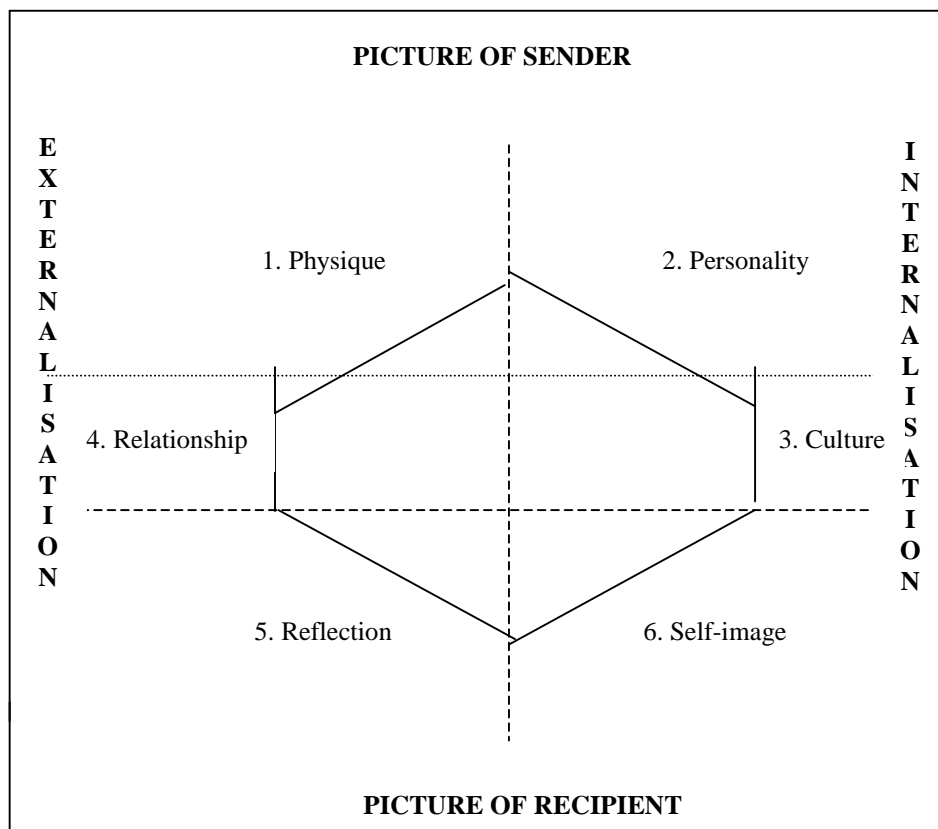 PICTURE OF SENDER
EXTERNALISATION
INTERNALISATION
1. Physique
2. Personality
4. Relationship
3. Culture
5. Reflection
6. Self-image
PICTURE OF RECIPIENT